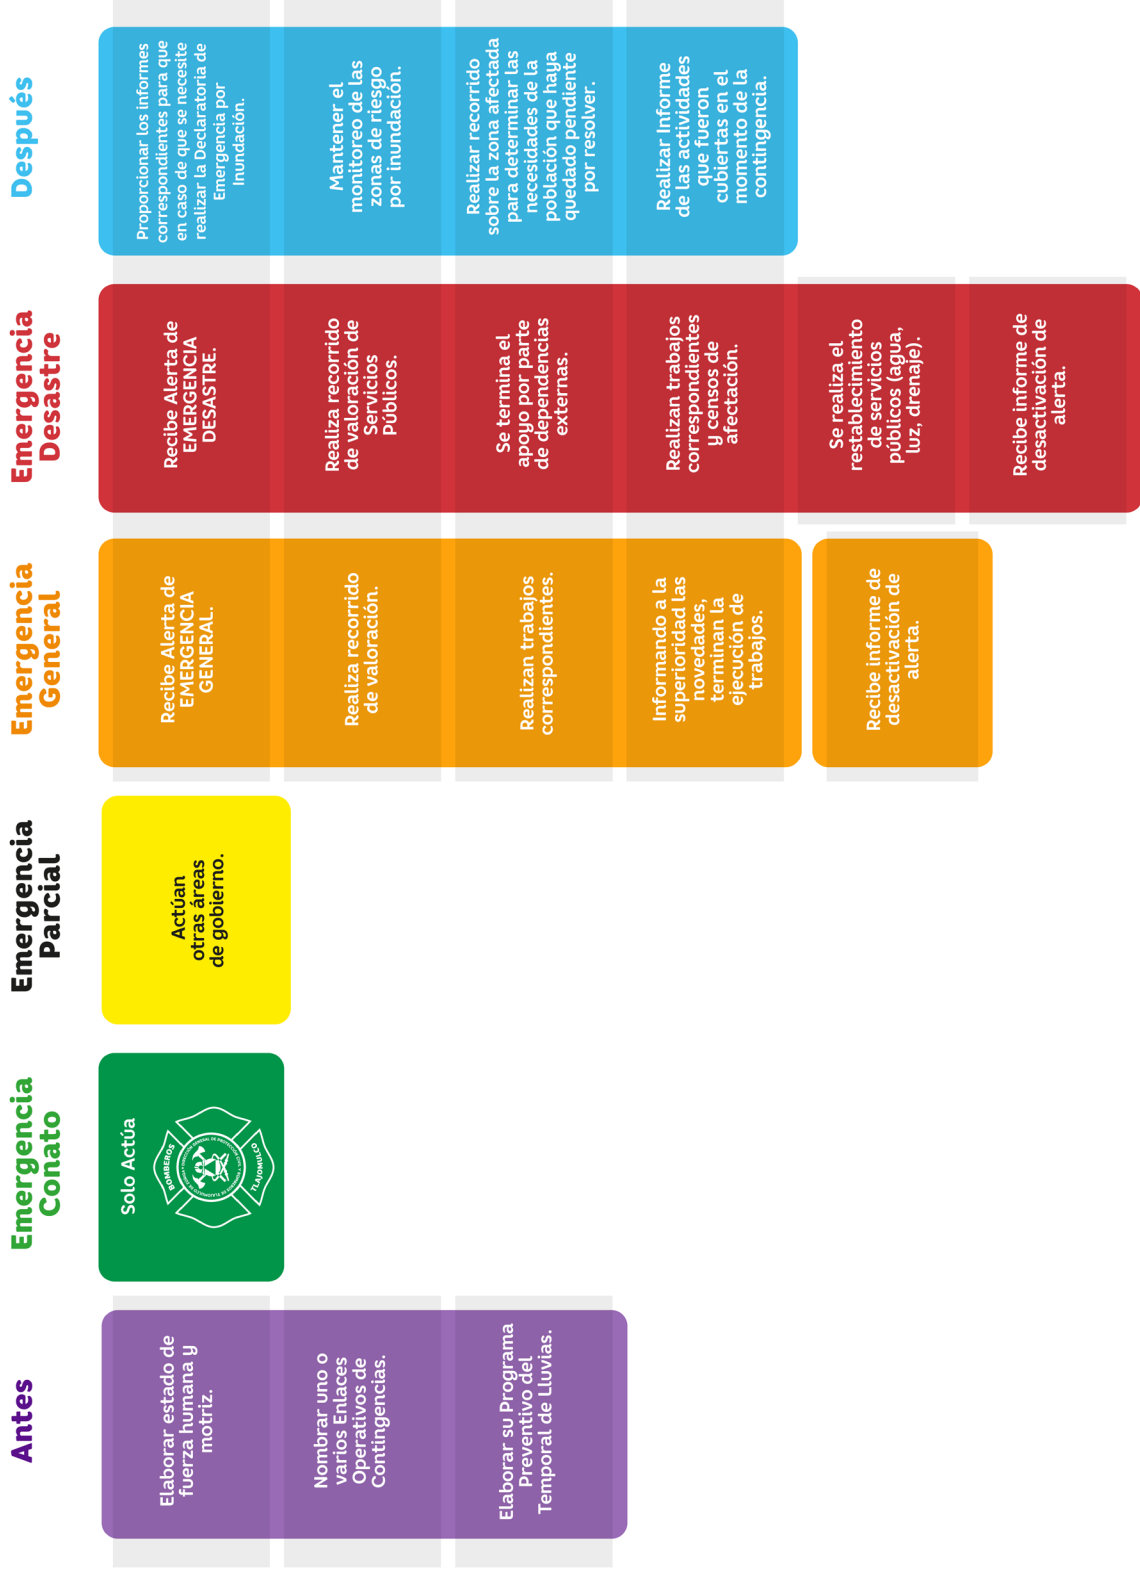 Antes
Elaborar estado de
fuerza humana y
motriz.
Nombrar uno o
varios Enlaces
Operativos de
Contingencias.
Elaborar su Programa
Preventivo del
Temporal de Lluvias.
Emergencia
Conato
Solo Actúa
BOMBEROS
TLAJOMULCO
Emergencia
Parcial
Actúan
otras áreas
de gobierno.
Emergencia
General
Recibe Alerta de
EMERGENCIA
GENERAL.
Realiza recorrido
de valoración.
Realizan trabajos
correspondientes.
Informando a la
superioridad las
novedades,
terminan la
ejecución de
trabajos.
Recibe informe de
desactivación de
alerta.
Emergencia
Desastre
Recibe Alerta de
EMERGENCIA
DESASTRE.
Realiza recorrido
de valoración de
Servicios
Públicos.
Se termina el
apoyo por parte
de dependencias
externas.
Realizan trabajos
correspondientes
y censos de
afectación.
Se realiza el
restablecimiento
de servicios
públicos (agua,
luz, drenaje).
Recibe informe de
desactivación de
alerta.
Después
Proporcionar los informes
correspondientes para que
en caso de que se necesite
realizar la Declaratoria de
Emergencia por
Inundación.
Mantener el
monitoreo de las
zonas de riesgo
por inundación.
Realizar recorrido
sobre la zona afectada
para determinar las
necesidades de la
población que haya
quedado pendiente
por resolver.
Realizar Informe
de las actividades
que fueron
cubiertas en el
momento de la
contingencia.